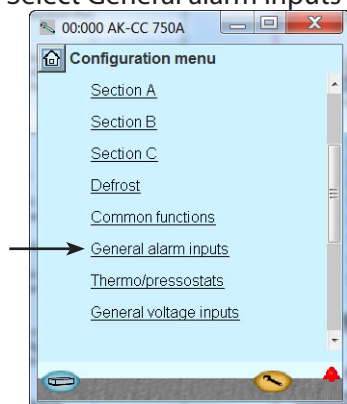 Select General alarm inputs
00:000 AK-CC 750A
Configuration menu
Section A
Section B
Section C
Defrost
Common functions
General alarm inputs
Thermo/pressostats
General voltage inputs